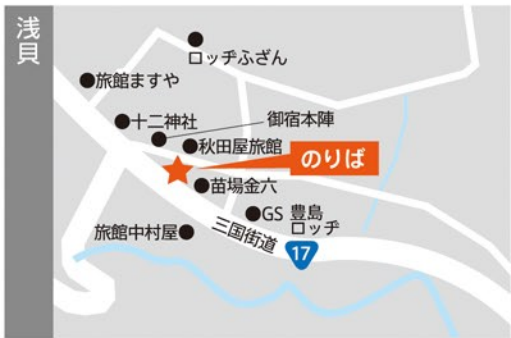 浅貝
ロッヂふざん
旅館ますや
十二神社
御宿本陣
秋田屋旅館
のりば
苗場金六
GS 豊島
ロッヂ
旅館中村屋
三国街道
17